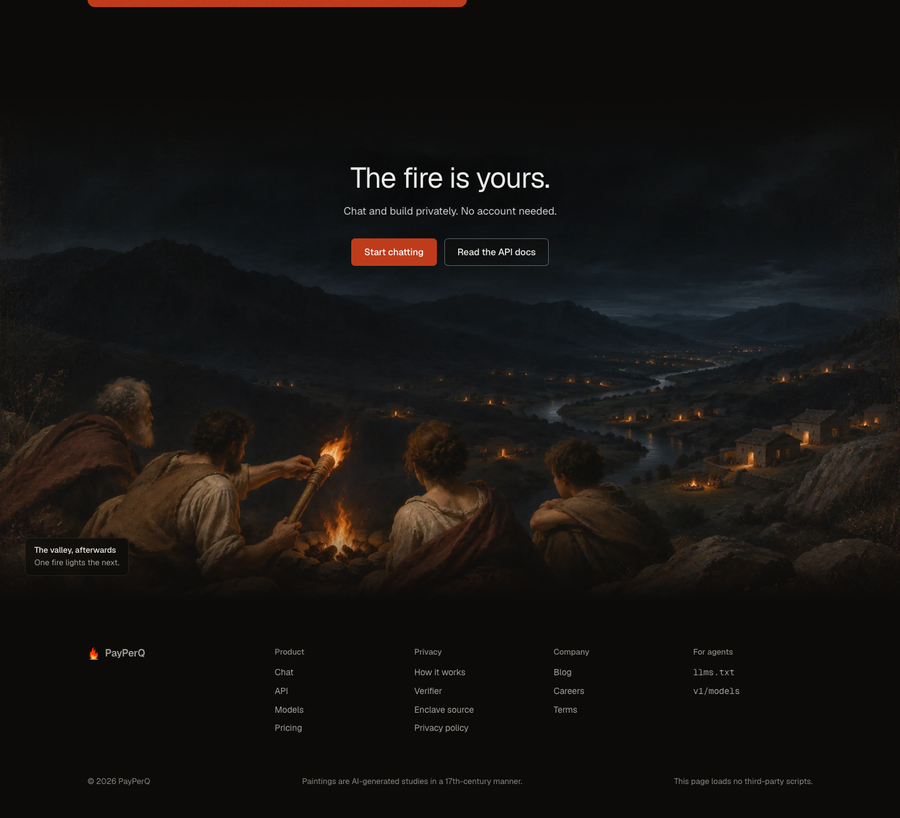 The fire is yours.
Chat and build privately. No account needed.
Start chatting
Read the API docs
The valley, afterwards
One fire lights the next.
PayPerQ
Product
Chat
API
Models
Pricing
Privacy
How it works
Verifier
Enclave source
Privacy policy
Company
Blog
Careers
Terms
For agents
llms.txt
v1/models
© 2026 PayPerQ
Paintings are AI-generated studies in a 17th-century manner.
This page loads no third-party scripts.